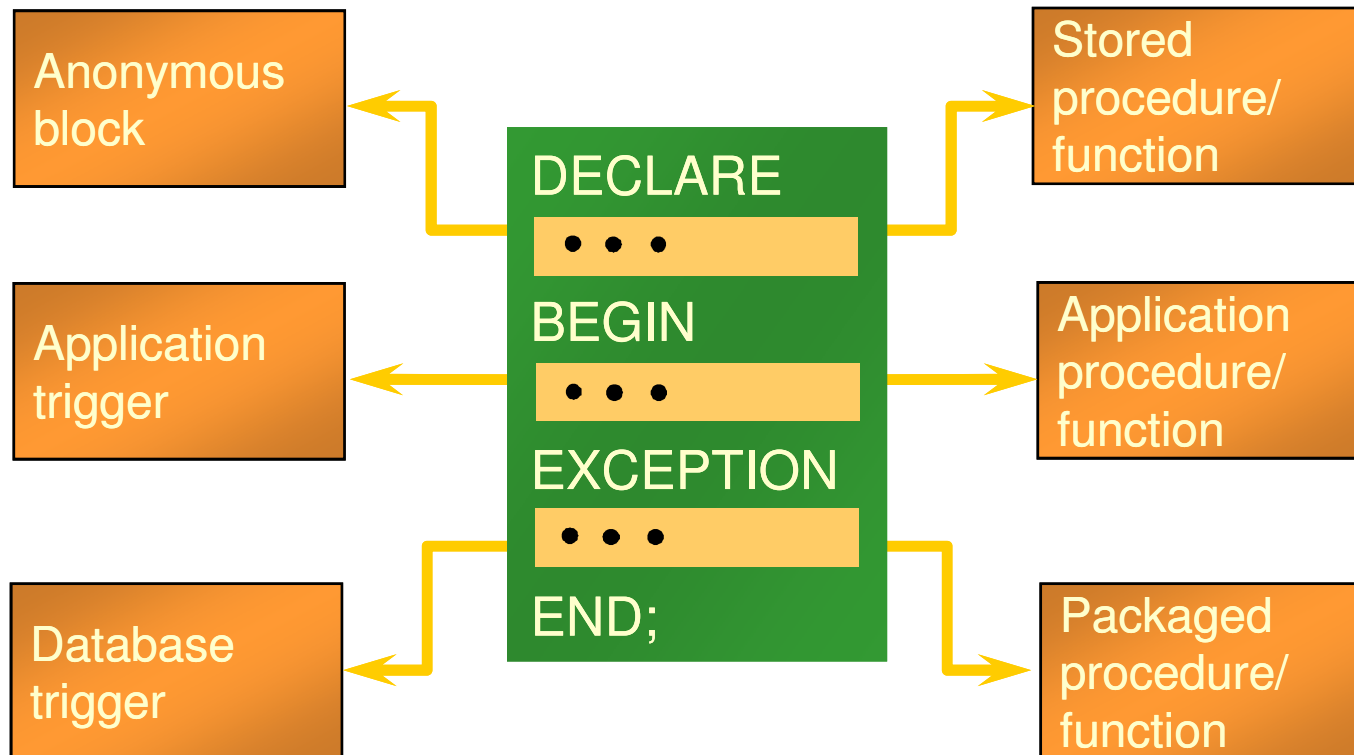 Anonymous
block
Application
trigger
Database
trigger
DECLARE
• • •
BEGIN
• • •
EXCEPTION
• • •
END;
Stored
procedure/
function
Application
procedure/
function
Packaged
procedure/
function